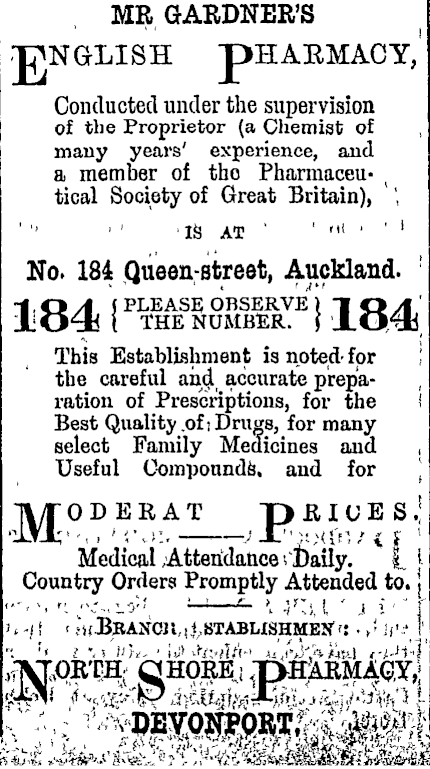 MR GARDNER'S
ENGLISH PHARMACY,
Conducted under the supervision
of the Proprietor (a Chemist of
many years' experience, and
a member of the Pharmaceu-
tical Society of Great Britain),
IS AT
No. 184 Queen-street, Auckland.
184 { PLEASE OBSERVE THE NUMBER. } 184
This Establishment is noted for
the careful and accurate prepa-
ration of Prescriptions, for the
Best Quality of Drugs, for many
select Family Medicines and
Useful Compounds, and for
MODERAT PRICES.
Medical Attendance Daily.
Country Orders Promptly Attended to.
BRANCH ESTABLISHMEN :
NORTH SHORE PHARMACY,
DEVONPORT,